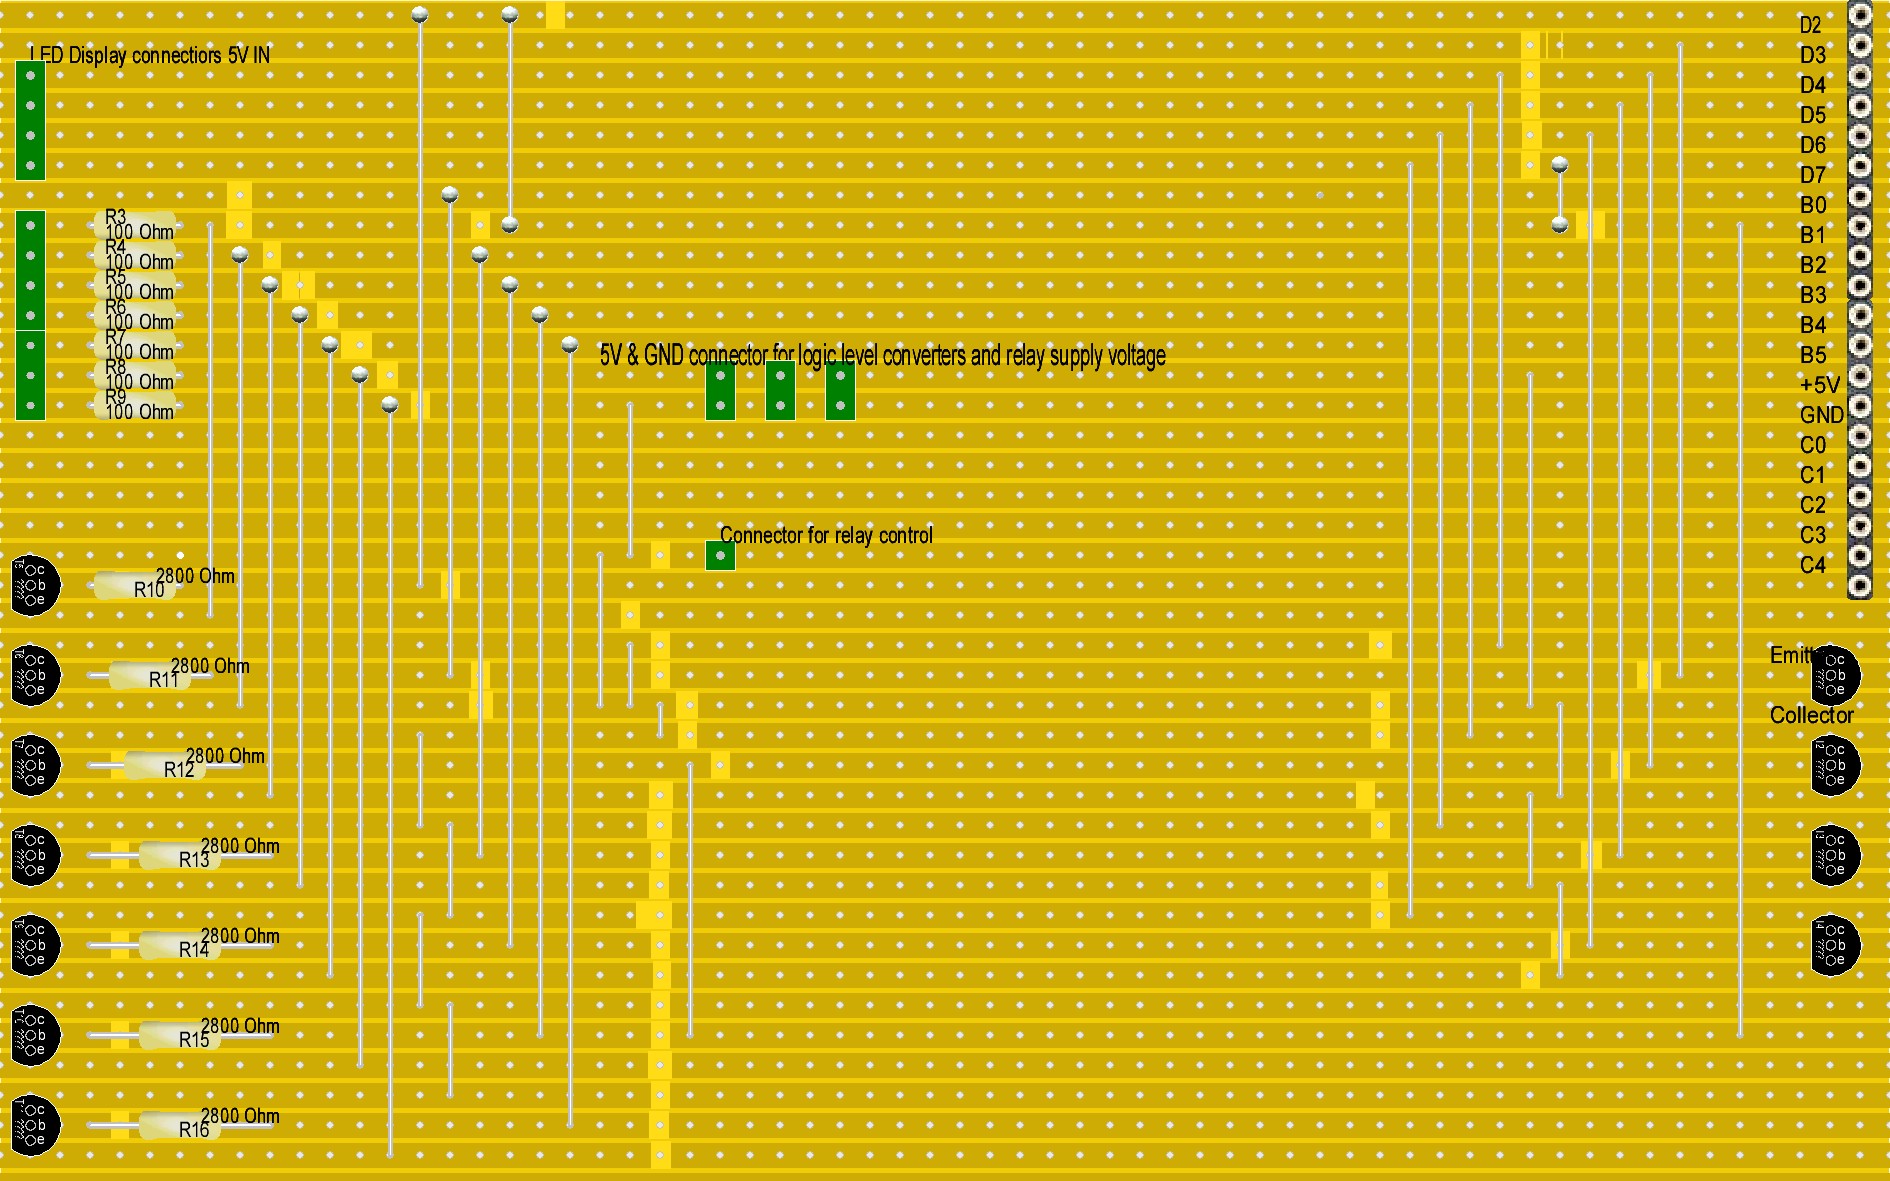 LED Display connectiors 5V IN
R3
100 Ohm
R4
100 Ohm
R5
100 Ohm
R6
100 Ohm
R7
100 Ohm
R8
100 Ohm
R9
100 Ohm
5V & GND connector for logic level converters and relay supply voltage
Connector for relay control
D2
D3
D4
D5
D6
D7
B0
B1
B2
B3
B4
B5
+5V
GND
C0
C1
C2
C3
C4
c
b
e
2800 Ohm
R10
c
b
e
2800 Ohm
R11
c
b
e
2800 Ohm
R12
c
b
e
2800 Ohm
R13
c
b
e
2800 Ohm
R14
c
b
e
2800 Ohm
R15
c
b
e
2800 Ohm
R16
Emitt
c
b
e
Collector
c
b
e
c
b
e
c
b
e